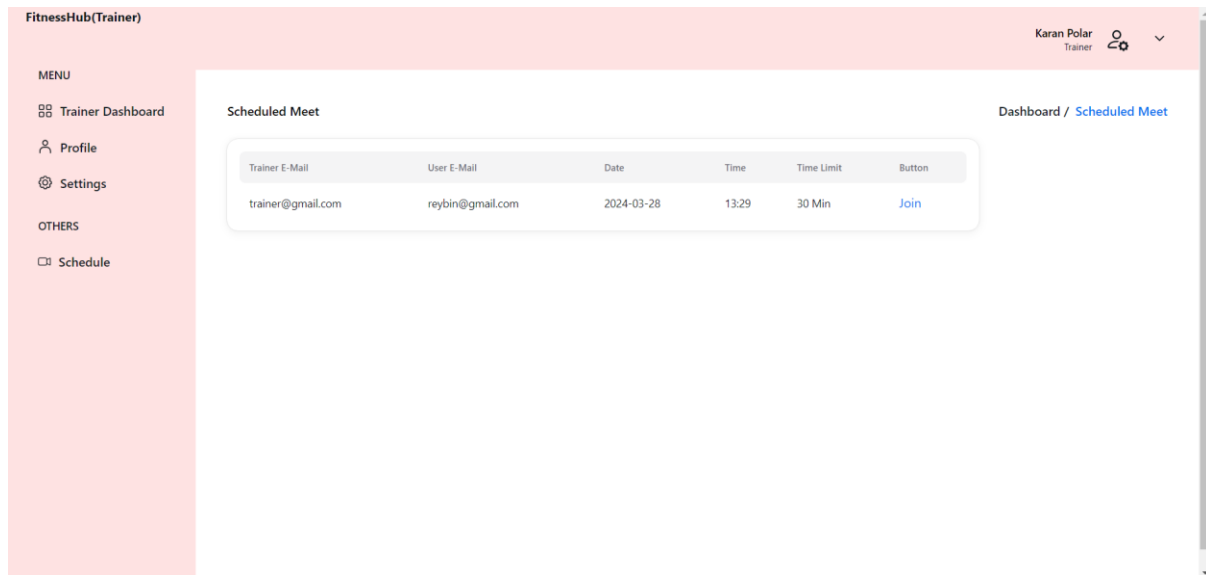 FitnessHub(Trainer)
Karan Polar
Trainer
MENU
Trainer Dashboard
Profile
Settings
OTHERS
Schedule
Scheduled Meet
Dashboard / Scheduled Meet
Trainer E-Mail User E-Mail Date Time Time Limit Button
trainer@gmail.com reybin@gmail.com 2024-03-28 13:29 30 Min Join